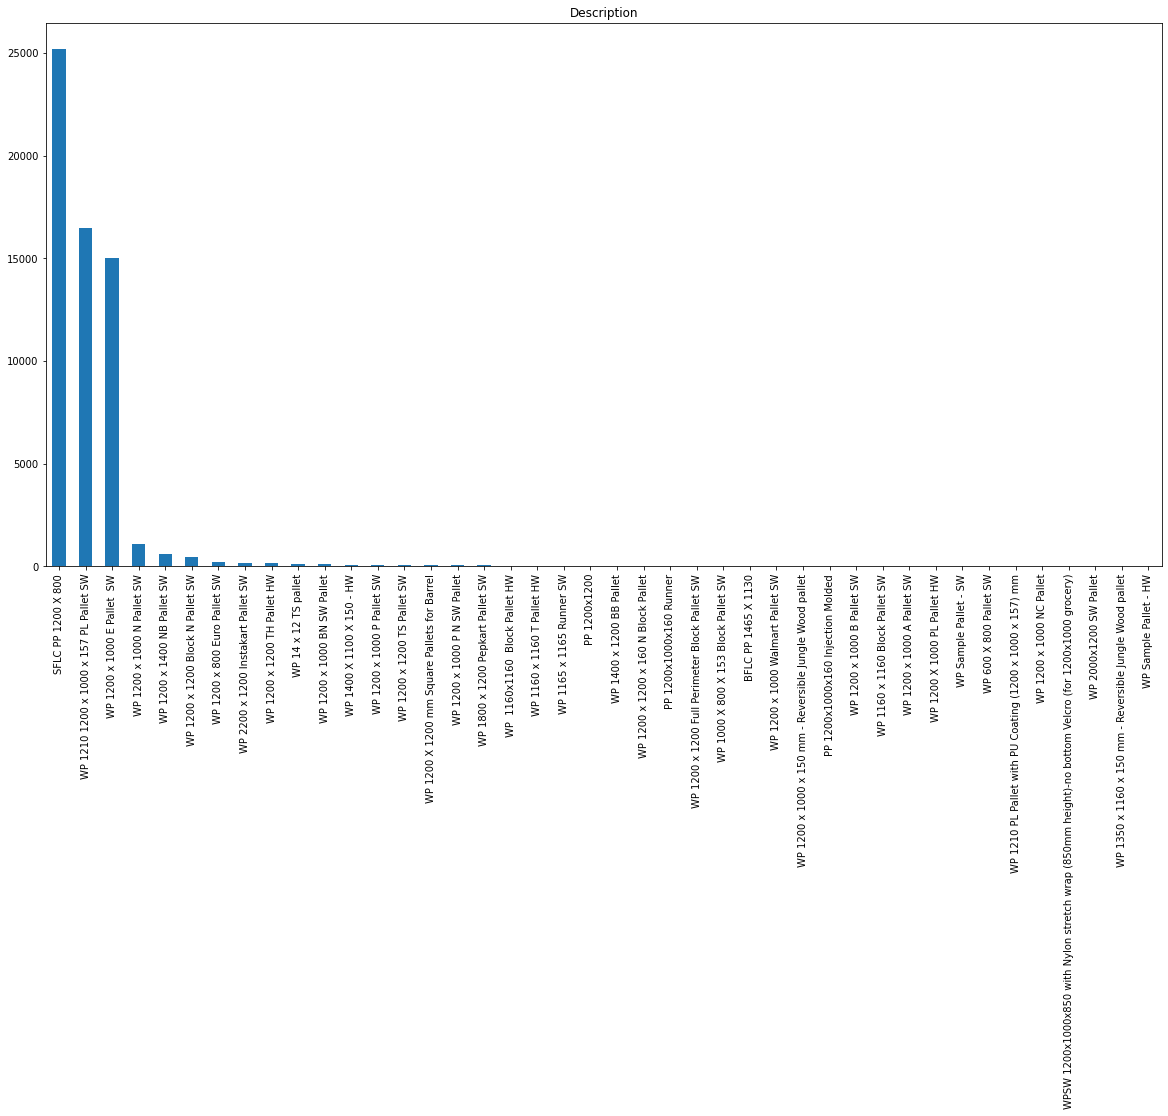 Description
25000
20000
15000
10000
5000
0
SFLC PP 1200 X 800
WP 1210 1200 x 1000 x 157 PL Pallet SW
WP 1200 x 1000 E Pallet  SW
WP 1200 x 1000 N Pallet SW
WP 1200 x 1400 NB Pallet SW
WP 1200 x 1200 Block N Pallet SW
WP 1200 x 800 Euro Pallet SW
WP 2200 x 1200 Instakart Pallet SW
WP 1200 x 1200 TH Pallet HW
WP 14 x 12 TS pallet
WP 1200 x 1000 BN SW Pallet
WP 1400 X 1100 X 150 - HW
WP 1200 x 1000 P Pallet SW
WP 1200 x 1200 TS Pallet SW
WP 1200 X 1200 mm Square Pallets for Barrel
WP 1200 x 1000 P N SW Pallet
WP 1800 x 1200 Pepkart Pallet SW
WP  1160x1160  Block Pallet HW
WP 1160 x 1160 T Pallet HW
WP 1165 x 1165 Runner SW
PP 1200x1200
WP 1400 x 1200 BB Pallet
WP 1200 x 1200 x 160 N Block Pallet
PP 1200x1000x160 Runner
WP 1200 x 1200 Full Perimeter Block Pallet SW
WP 1000 X 800 X 153 Block Pallet SW
BFLC PP 1465 X 1130
WP 1200 x 1000 Walmart Pallet SW
WP 1200 x 1000 x 150 mm - Reversible Jungle Wood pallet
PP 1200x1000x160 Injection Molded
WP 1200 x 1000 B Pallet SW
WP 1160 x 1160 Block Pallet SW
WP 1200 x 1000 A Pallet SW
WP 1200 X 1000 PL Pallet HW
WP Sample Pallet - SW
WP 600 X 800 Pallet SW
WP 1210 PL Pallet with PU Coating (1200 x 1000 x 157) mm
WP 1200 x 1000 NC Pallet
WPSW 1200x1000x850 with Nylon stretch wrap (850mm height)-no bottom Velcro (for 1200x1000 grocery)
WP 2000x1200 SW Pallet
WP 1350 x 1160 x 150 mm - Reversible Jungle Wood pallet
WP Sample Pallet - HW